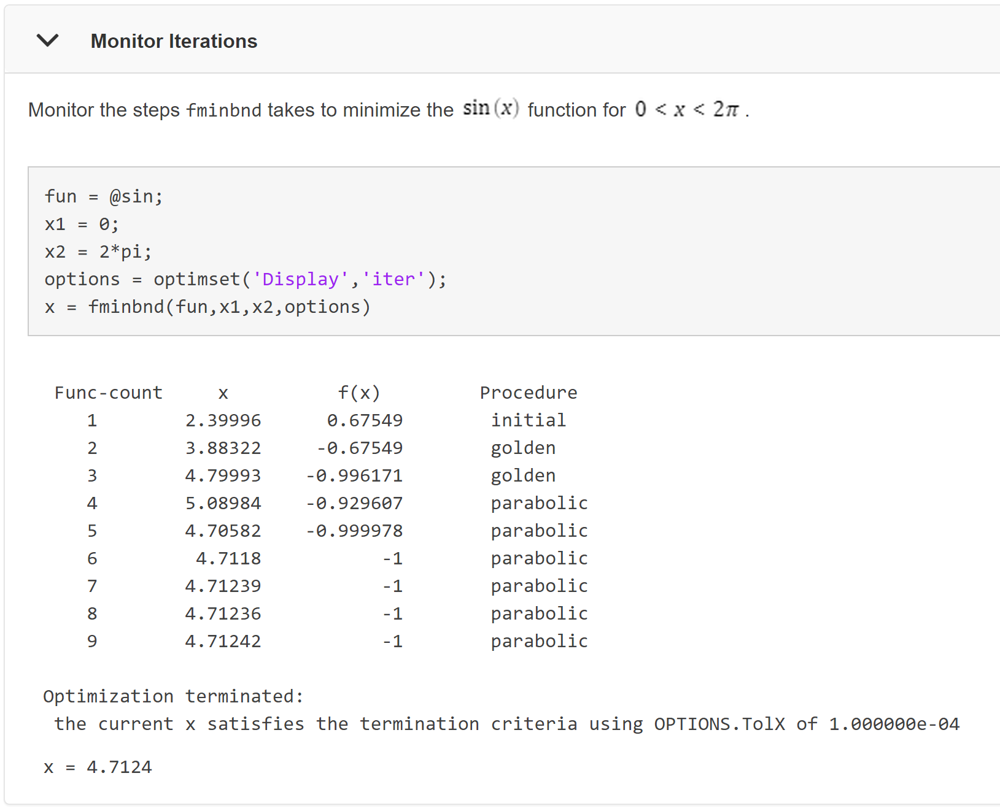 Monitor Iterations
Monitor the steps fminbnd takes to minimize the sin(x) function for 0 < x < 2π .
fun = @sin;
x1 = 0;
x2 = 2*pi;
options = optimset('Display','iter');
x = fminbnd(fun,x1,x2,options)
Func-count x f(x) Procedure
1 2.39996 0.67549 initial
2 3.88322 -0.67549 golden
3 4.79993 -0.996171 golden
4 5.08984 -0.929607 parabolic
5 4.70582 -0.999978 parabolic
6 4.7118 -1 parabolic
7 4.71239 -1 parabolic
8 4.71236 -1 parabolic
9 4.71242 -1 parabolic
Optimization terminated:
the current x satisfies the termination criteria using OPTIONS.TolX of 1.000000e-04
x = 4.7124